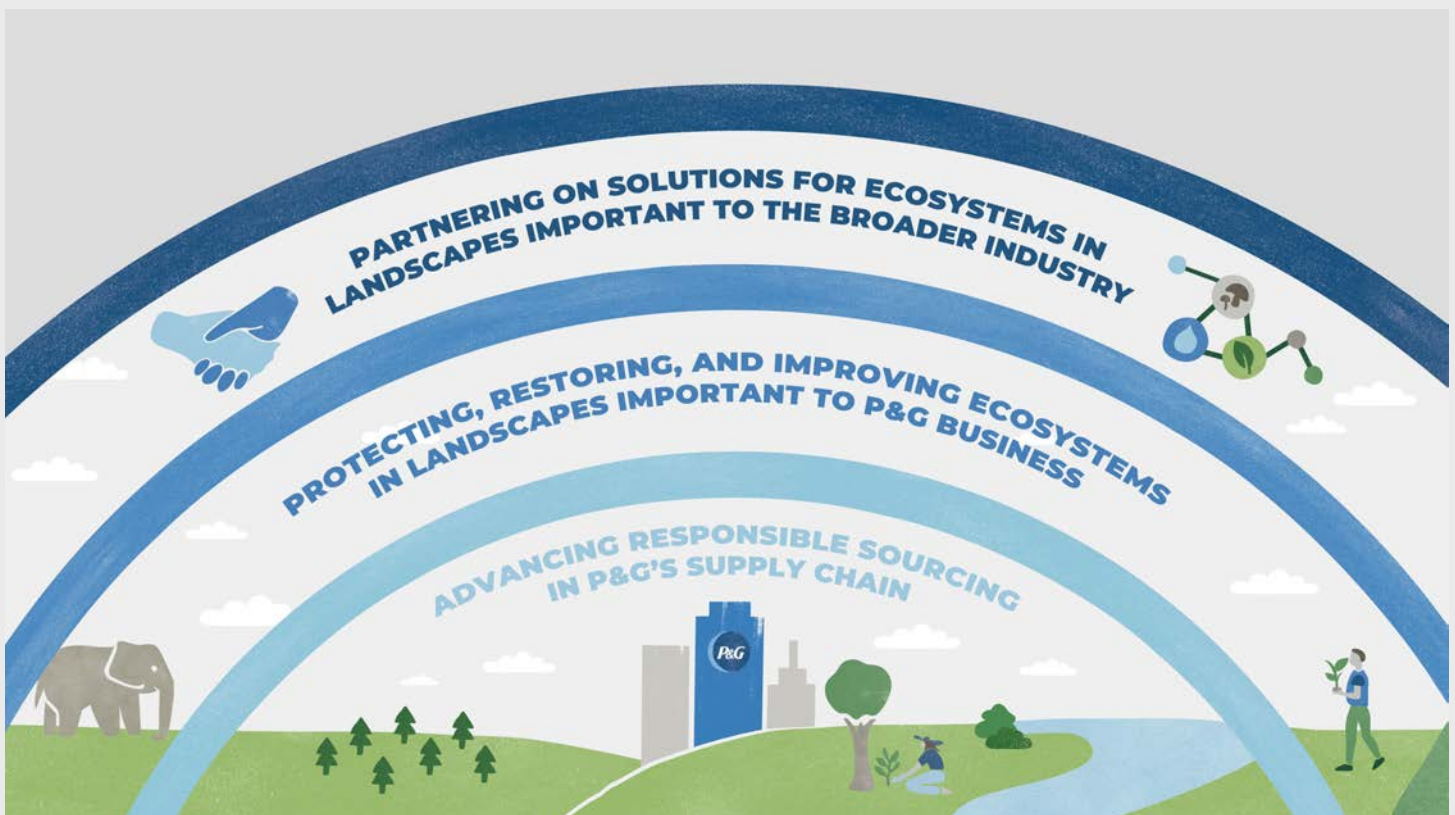 PARTNERING ON SOLUTIONS FOR ECOSYSTEMS IN
LANDSCAPES IMPORTANT TO THE BROADER INDUSTRY
PROTECTING, RESTORING, AND IMPROVING ECOSYSTEMS
IN LANDSCAPES IMPORTANT TO P&G BUSINESS
ADVANCING RESPONSIBLE SOURCING
IN P&G'S SUPPLY CHAIN
P&G